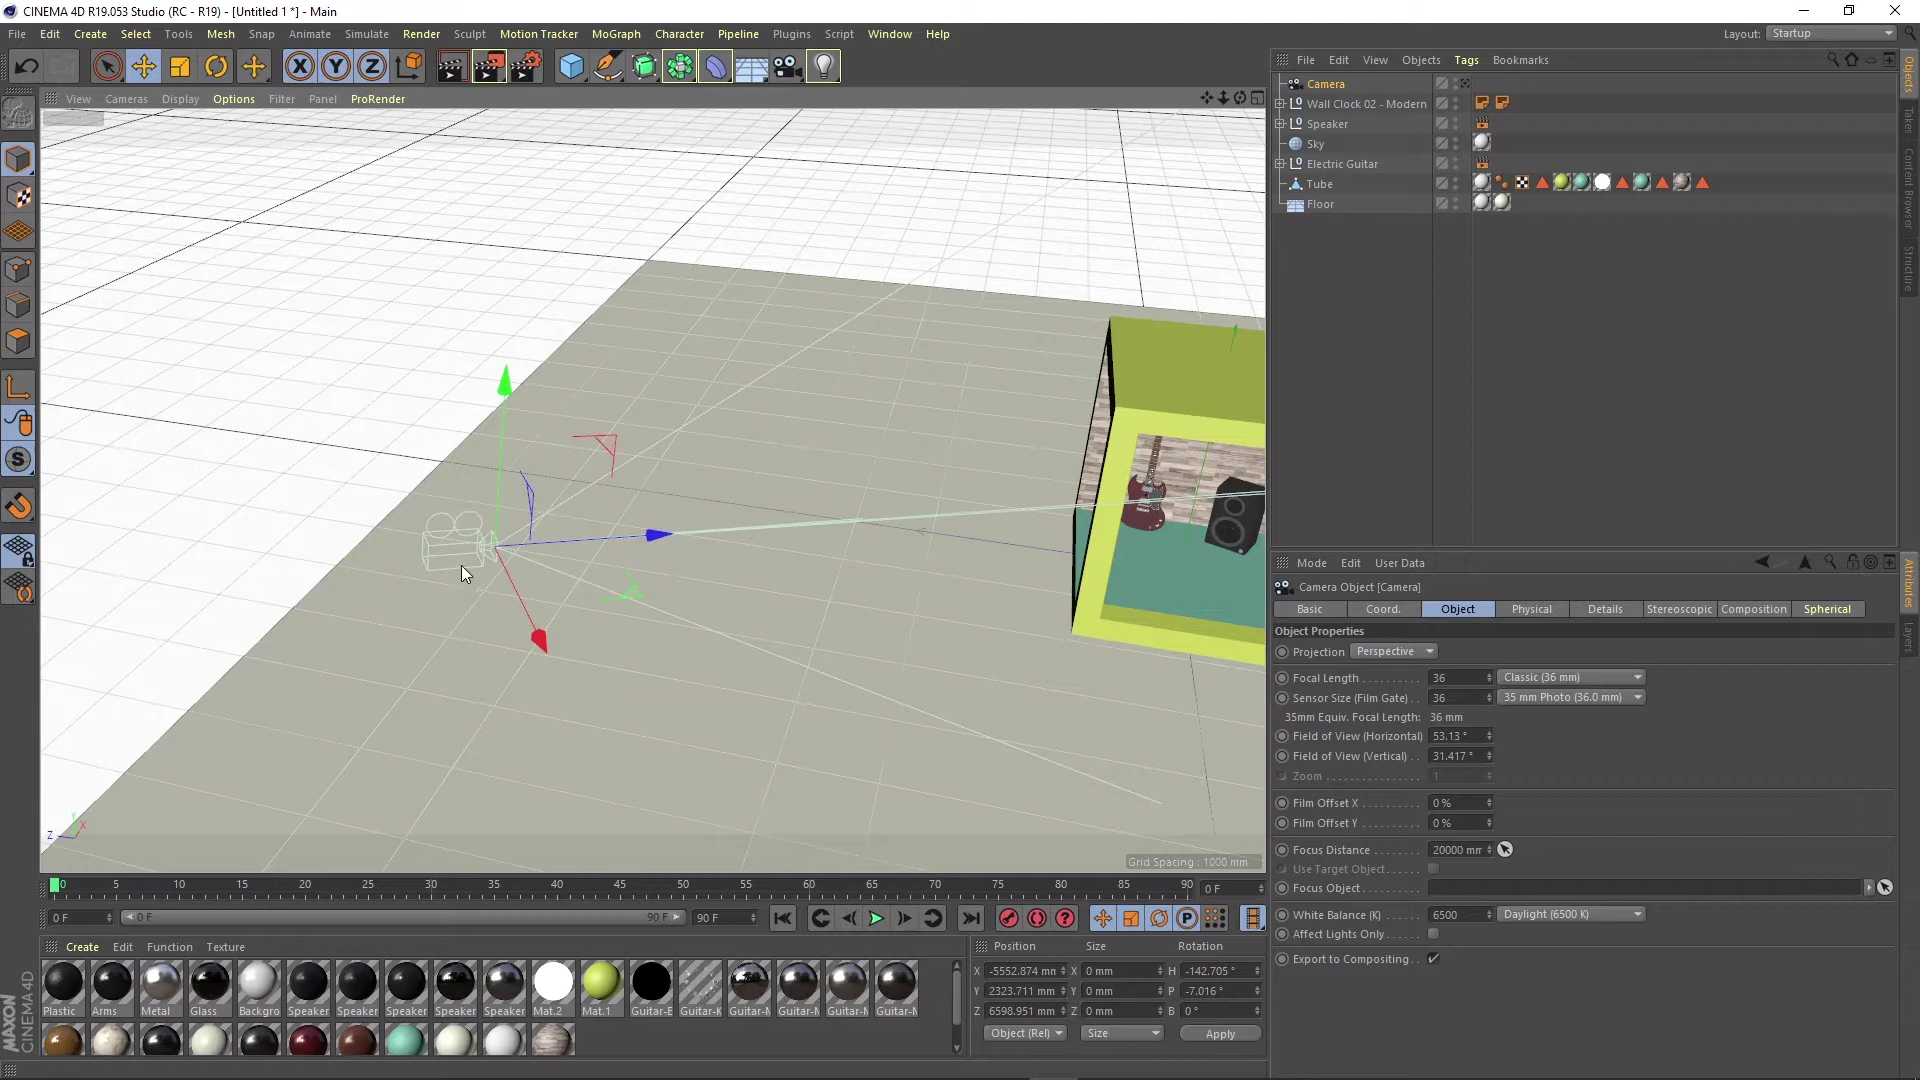 CINEMA 4D R19.053 Studio (RC - R19) - [Untitled 1 *] - Main
File Edit Create Select Tools Mesh Snap Animate Simulate Render Sculpt Motion Tracker MoGraph Character Pipeline Plugins Script Window Help
Layout: Startup
X Y Z
File Edit View Objects Tags Bookmarks
View Cameras Display Options Filter Panel ProRender
Camera
Wall Clock 02 - Modern
Speaker
Sky
Electric Guitar
Tube
Floor
Objects
Takes
Content Browser
Structure
S
Y
Z X
Grid Spacing : 1000 mm
Mode Edit User Data
Camera Object [Camera]
Basic Coord. Object Physical Details Stereoscopic Composition Spherical
Object Properties
Projection Perspective
Focal Length 36 Classic (36 mm)
Sensor Size (Film Gate) 36 35 mm Photo (36.0 mm)
35mm Equiv. Focal Length: 36 mm
Field of View (Horizontal) 53.13 °
Field of View (Vertical) 31.417 °
Zoom 1
Film Offset X 0 %
Film Offset Y 0 %
Focus Distance 20000 mm
Use Target Object
Focus Object
White Balance (K) 6500 Daylight (6500 K)
Affect Lights Only
Export to Compositing ✔
Attributes
Layers
0 5 10 15 20 25 30 35 40 45 50 55 60 65 70 75 80 85 90 0 F
0 F 0 F 90 F 90 F
? P
Create Edit Function Texture
Plastic Arms Metal Glass Backgro Speaker Speaker Speaker Speaker Speaker Mat.2 Mat.1 Guitar-E Guitar-K Guitar-M Guitar-M Guitar-M Guitar-M
Position Size Rotation
X -5552.874 mm X 0 mm H -142.705 °
Y 2323.711 mm Y 0 mm P -7.016 °
Z 6598.951 mm Z 0 mm B 0 °
Object (Rel) Size Apply
MAXON
CINEMA 4D